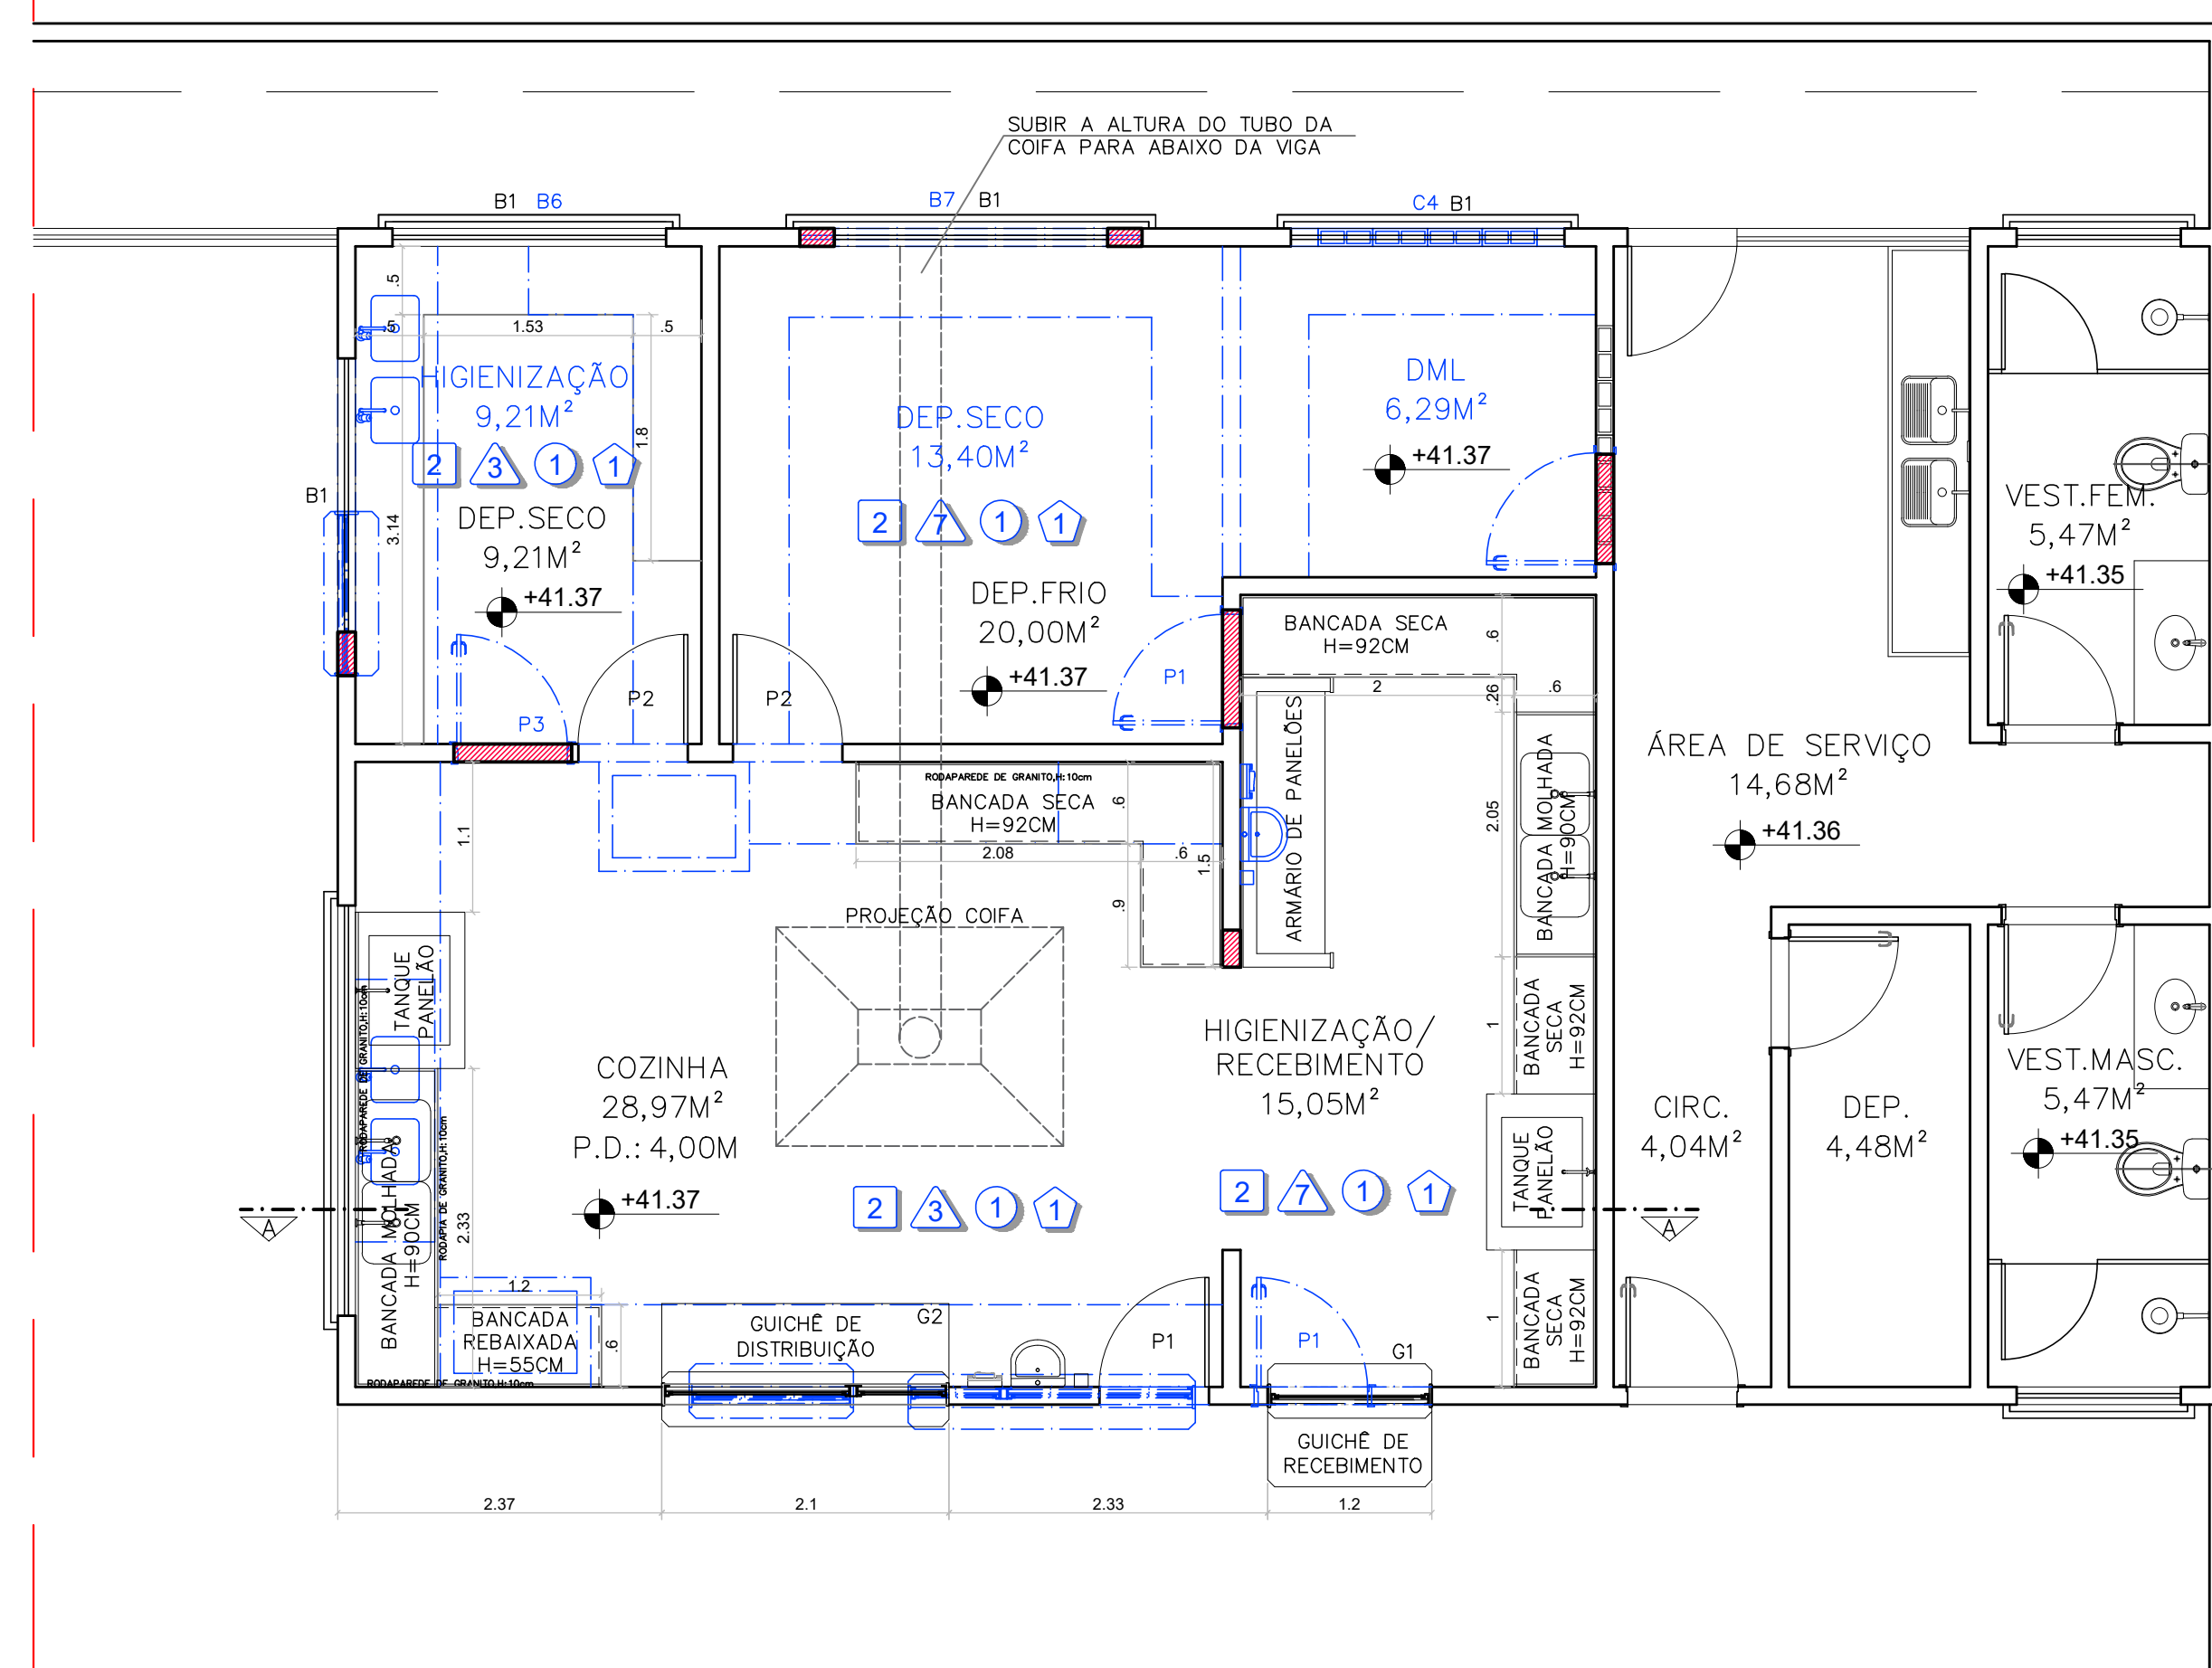 SUBIR A ALTURA DO TUBO DA
COIFA PARA ABAIXO DA VIGA
B1 B6
B7 B1
C4 B1
.5
.5
1.53
.5
HIGIENIZAÇÃO
9,21M²
2 3 1 1
1.8
3.14
B1
DEP.SECO
9,21M²
+41.37
P3
P2
DEP.SECO
13,40M²
2 7 1 1
DEP.FRIO
20,00M²
+41.37
P2
P1
DML
6,29M²
+41.37
VEST.FEM.
5,47M²
+41.35
BANCADA SECA
H=92CM
.6
2
.26
.6
ARMÁRIO DE PANELÕES
2.05
BANCADA MOLHADA
H=90CM
ÁREA DE SERVIÇO
14,68M²
+41.36
RODAPAREDE DE GRANITO,H:10cm
BANCADA SECA
H=92CM
.6
2.08
.6
1.5
.9
1.1
PROJEÇÃO COIFA
TANQUE
PANELÃO
RODAPAREDE DE GRANITO,H:10cm
COZINHA
28,97M²
P.D.: 4,00M
+41.37
2 3 1 1
HIGIENIZAÇÃO/
RECEBIMENTO
15,05M²
2 7 1 1
1
BANCADA
SECA
H=92CM
TANQUE
PANELÃO
CIRC.
4,04M²
DEP.
4,48M²
VEST.MASC.
5,47M²
+41.35
A
A
BANCADA MOLHADA
H=90CM
RODAPIA DE GRANITO,H:10cm
2.33
1.2
BANCADA
REBAIXADA
H=55CM
.6
RODAPAREDE DE GRANITO,H:10cm
GUICHÊ DE
DISTRIBUIÇÃO
G2
P1
P1
G1
1
BANCADA
SECA
H=92CM
GUICHÊ DE
RECEBIMENTO
2.37
2.1
2.33
1.2